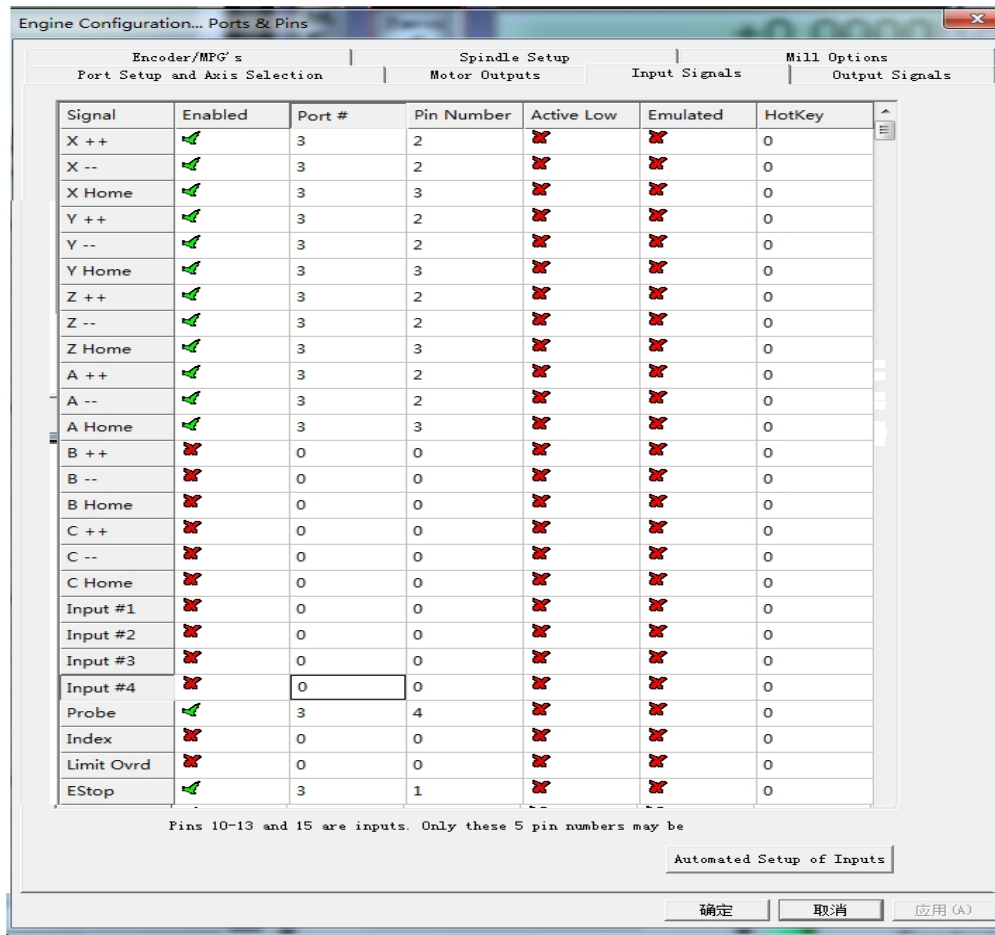 Engine Configuration... Ports & Pins
Encoder/MPG's Spindle Setup Mill Options
Port Setup and Axis Selection Motor Outputs Input Signals Output Signals
Signal Enabled Port # Pin Number Active Low Emulated HotKey
X ++ 3 2 0
X -- 3 2 0
X Home 3 3 0
Y ++ 3 2 0
Y -- 3 2 0
Y Home 3 3 0
Z ++ 3 2 0
Z -- 3 2 0
Z Home 3 3 0
A ++ 3 2 0
A -- 3 2 0
A Home 3 3 0
B ++ 0 0 0
B -- 0 0 0
B Home 0 0 0
C ++ 0 0 0
C -- 0 0 0
C Home 0 0 0
Input #1 0 0 0
Input #2 0 0 0
Input #3 0 0 0
Input #4 0 0 0
Probe 3 4 0
Index 0 0 0
Limit Ovrd 0 0 0
EStop 3 1 0
Pins 10-13 and 15 are inputs. Only these 5 pin numbers may be
Automated Setup of Inputs
确定 取消 应用(A)